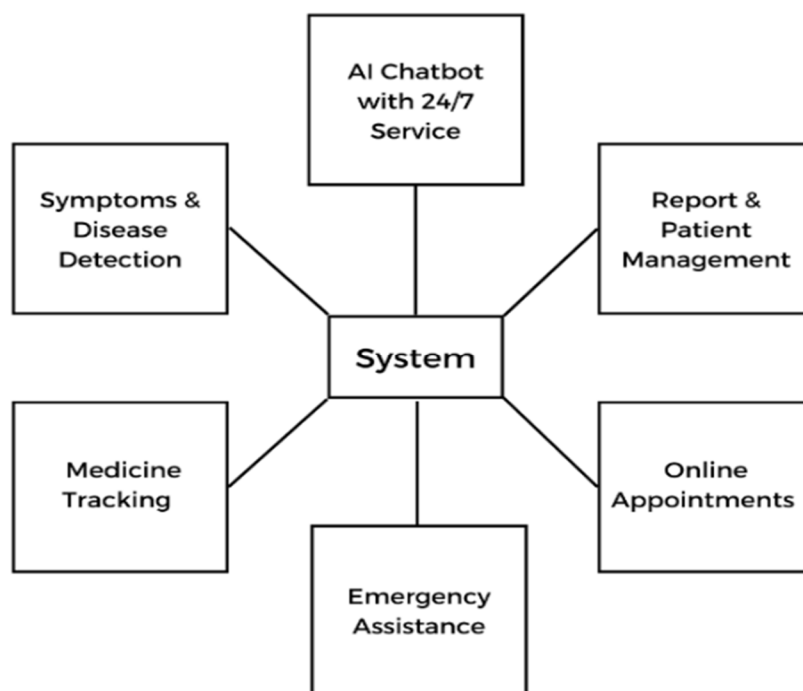 AI Chatbot
with 24/7
Service
Symptoms &
Disease
Detection
Report &
Patient
Management
System
Medicine
Tracking
Online
Appointments
Emergency
Assistance